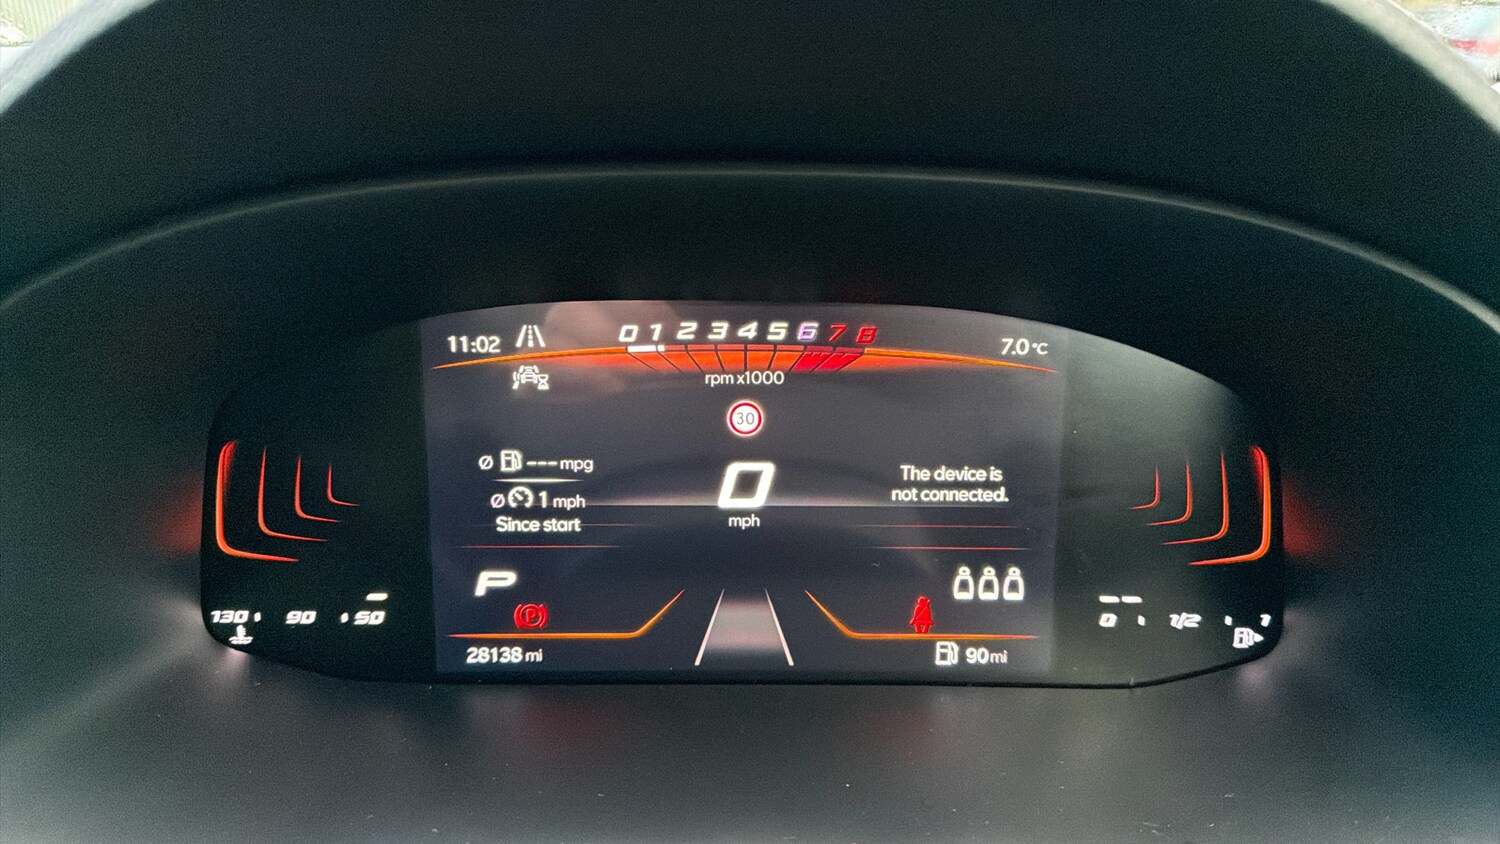 11:02
0 1 2 3 4 5 6 7 8
7.0 °C
rpm x1000
30
Ø --- mpg
Ø 1 mph
Since start
0
mph
The device is
not connected.
P
(P)
130 90 50
0 1/2 1
28138 mi
90 mi